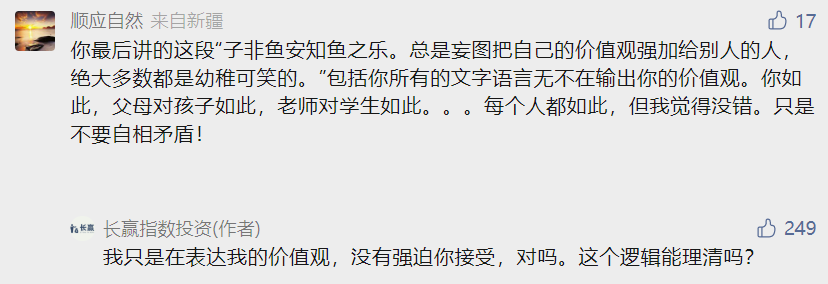 顺应自然 来自新疆 17
你最后讲的这段“子非鱼安知鱼之乐。总是妄图把自己的价值观强加给别人的人，
绝大多数都是幼稚可笑的。”包括你所有的文字语言无不在输出你的价值观。你如
此，父母对孩子如此，老师对学生如此。。。每个人都如此，但我觉得没错。只是
不要自相矛盾！
长赢
长赢指数投资(作者) 249
我只是在表达我的价值观，没有强迫你接受，对吗。这个逻辑能理清吗？